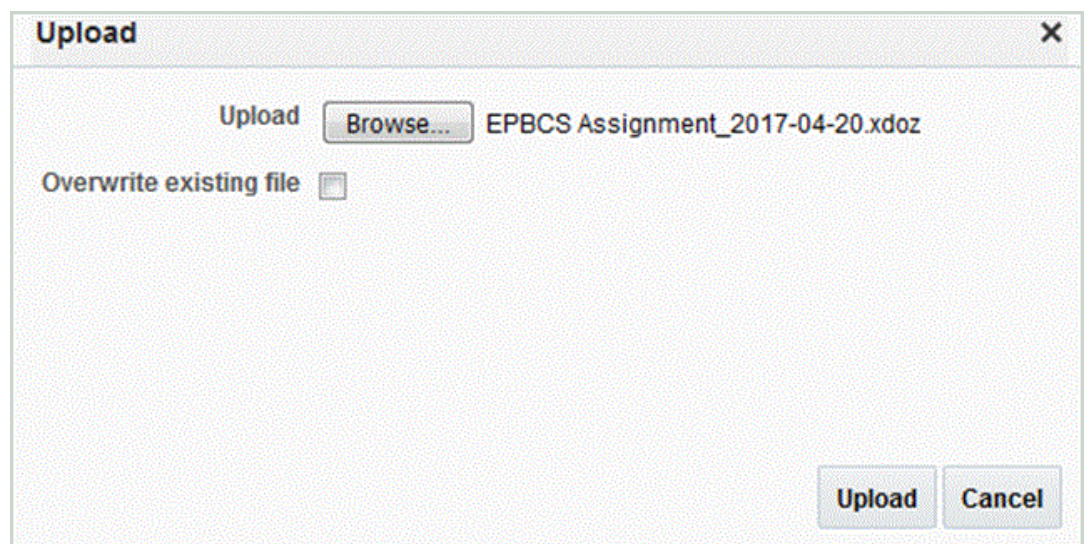 Upload
Upload Browse... EPBCS Assignment_2017-04-20.xdoz
Overwrite existing file
Upload Cancel